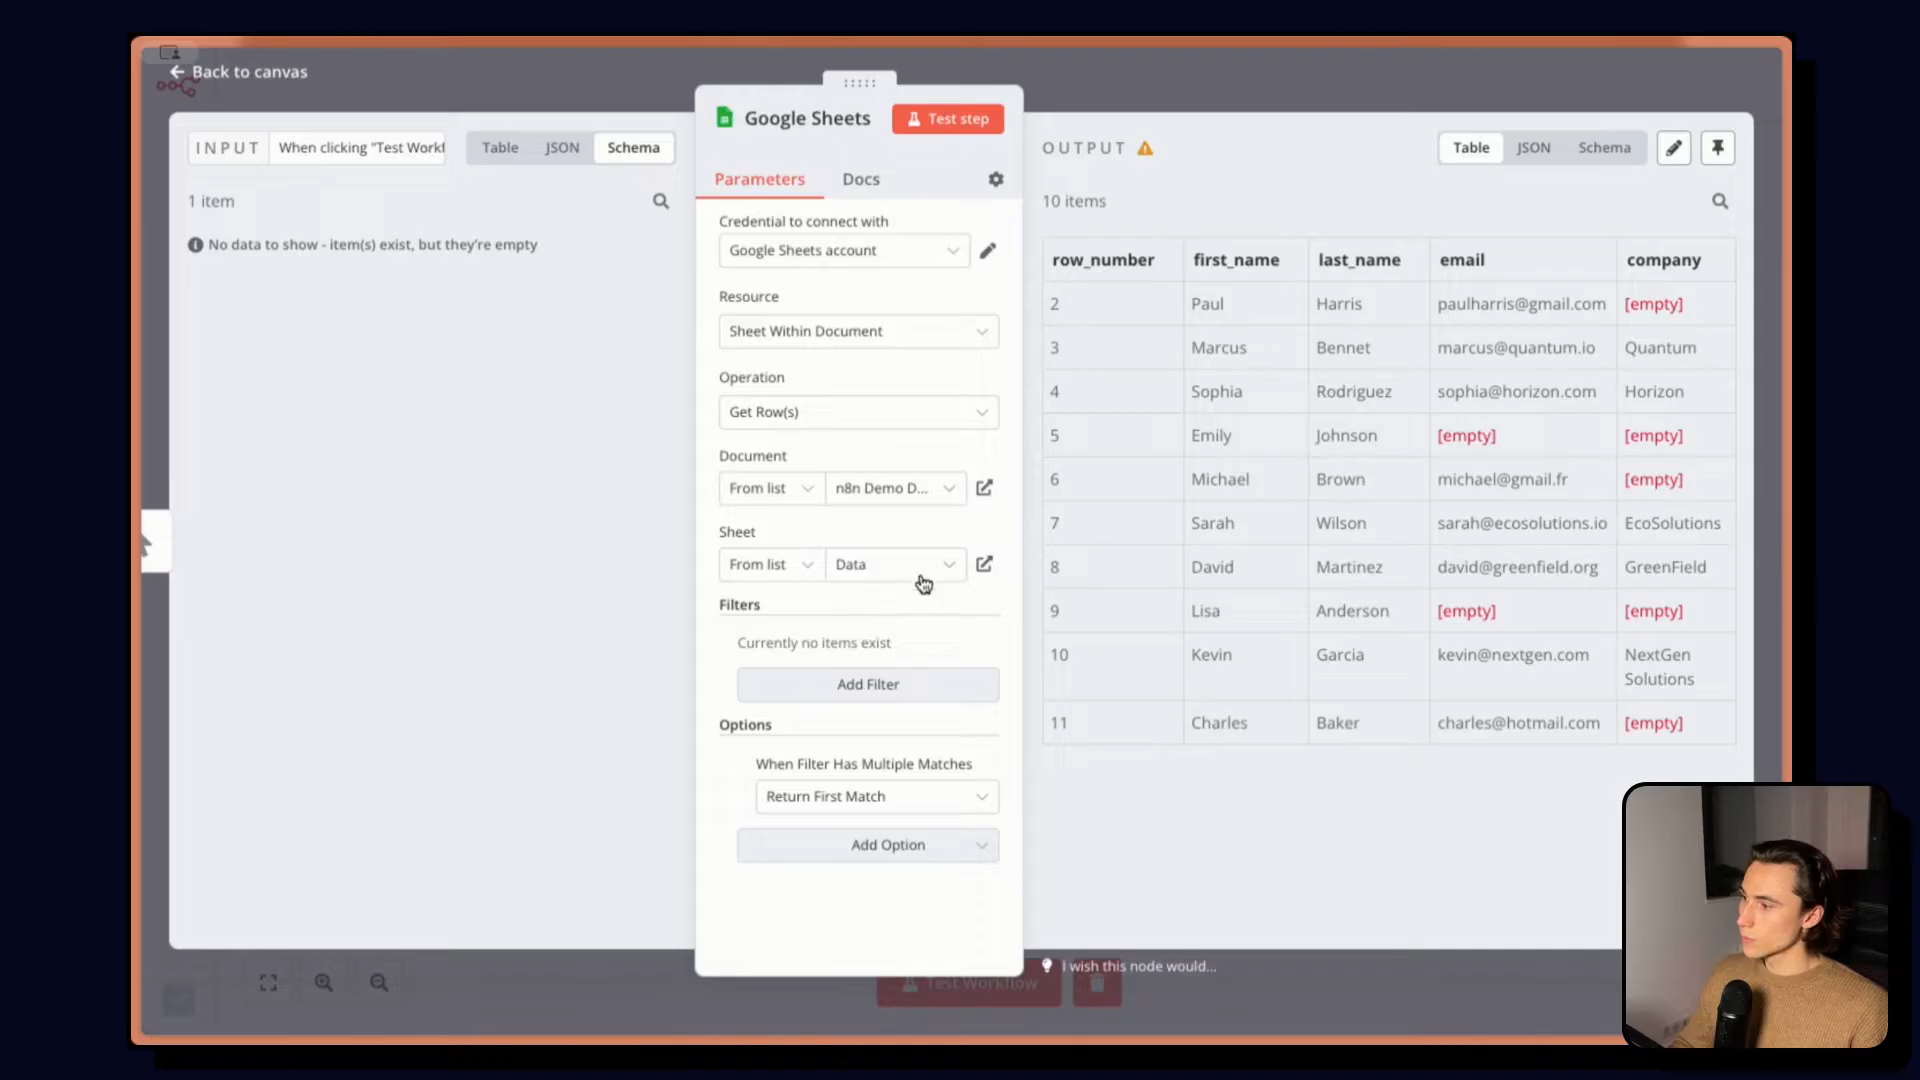 Back to canvas
INPUT
When clicking "Test Workf
Table
JSON
Schema
1 item
No data to show - item(s) exist, but they're empty
Google Sheets
Test step
Parameters
Docs
Credential to connect with
Google Sheets account
Resource
Sheet Within Document
Operation
Get Row(s)
Document
From list
n8n Demo D...
Sheet
From list
Data
Filters
Currently no items exist
Add Filter
Options
When Filter Has Multiple Matches
Return First Match
Add Option
OUTPUT
Table
JSON
Schema
10 items
row_number first_name last_name email company
2 Paul Harris paulharris@gmail.com [empty]
3 Marcus Bennet marcus@quantum.io Quantum
4 Sophia Rodriguez sophia@horizon.com Horizon
5 Emily Johnson [empty] [empty]
6 Michael Brown michael@gmail.fr [empty]
7 Sarah Wilson sarah@ecosolutions.io EcoSolutions
8 David Martinez david@greenfield.org GreenField
9 Lisa Anderson [empty] [empty]
10 Kevin Garcia kevin@nextgen.com NextGen
Solutions
11 Charles Baker charles@hotmail.com [empty]
I wish this node would...
Test Workflow